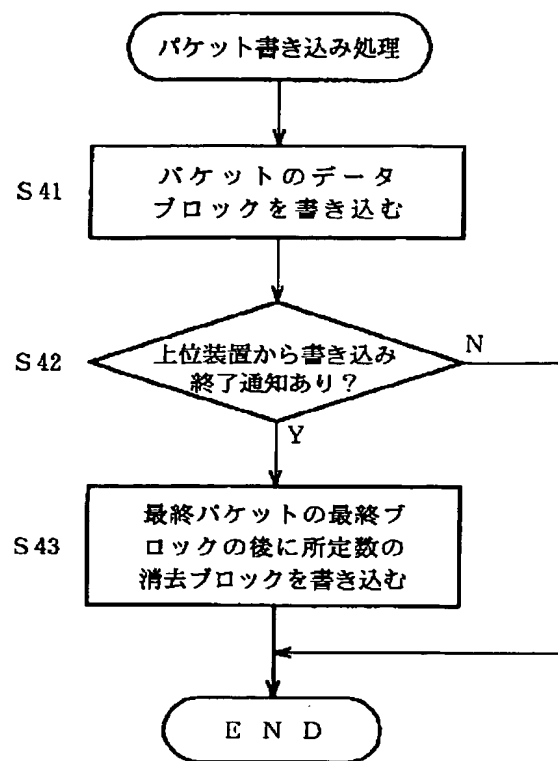 パケット書き込み処理
S41
パケットのデータ
ブロックを書き込む
S42
上位装置から書き込み
終了通知あり？
N
Y
S43
最終パケットの最終ブ
ロックの後に所定数の
消去ブロックを書き込む
END